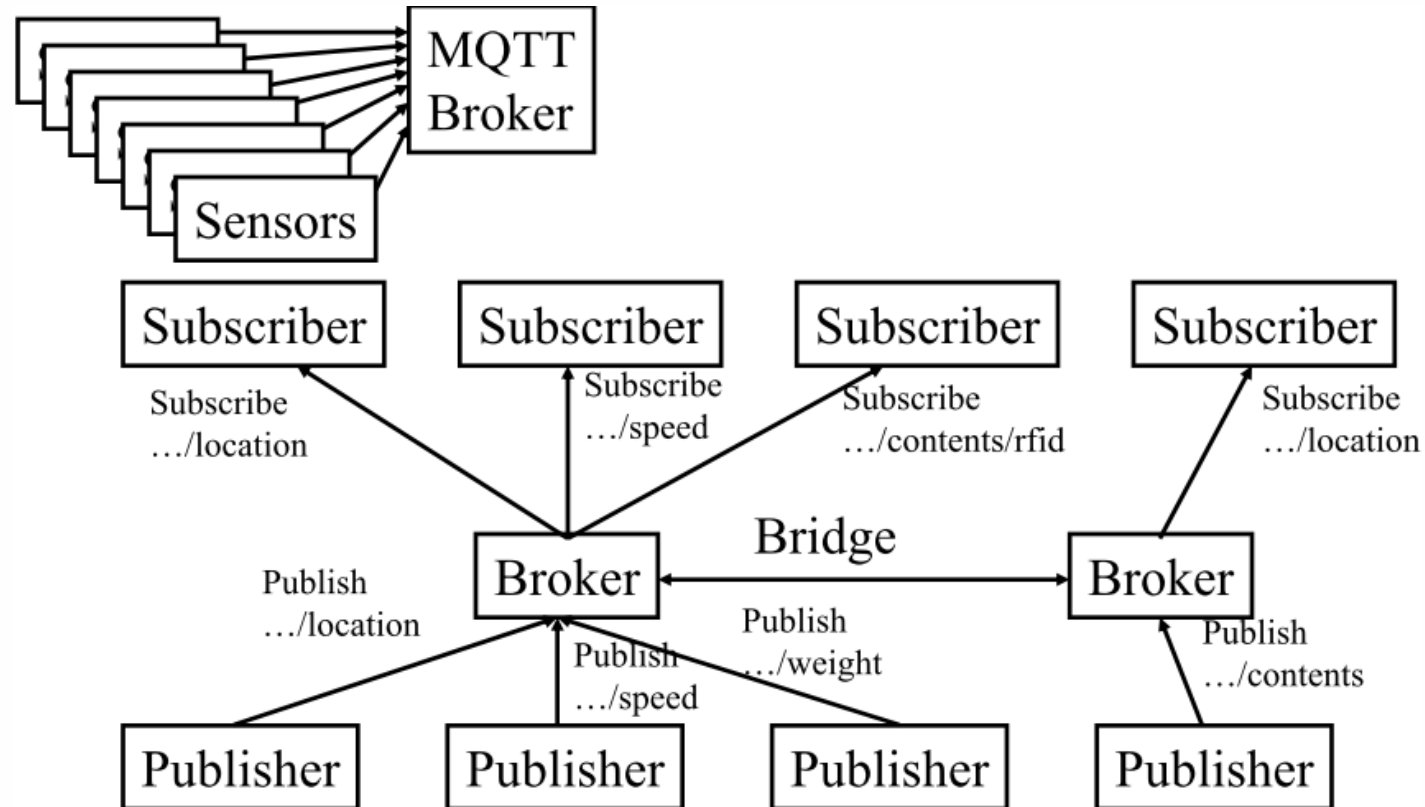 MQTT
Broker
Sensors
Subscriber
Subscriber
Subscriber
Subscriber
Subscribe
…/location
Subscribe
…/speed
Subscribe
…/contents/rfid
Subscribe
…/location
Bridge
Broker
Broker
Publish
…/location
Publish
…/speed
Publish
…/weight
Publish
…/contents
Publisher
Publisher
Publisher
Publisher